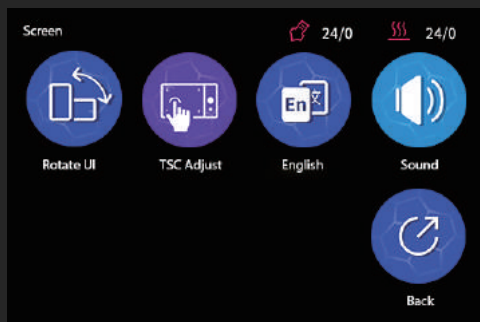 Screen 24/0 24/0
En 文
Rotate UI TSC Adjust English Sound
Back